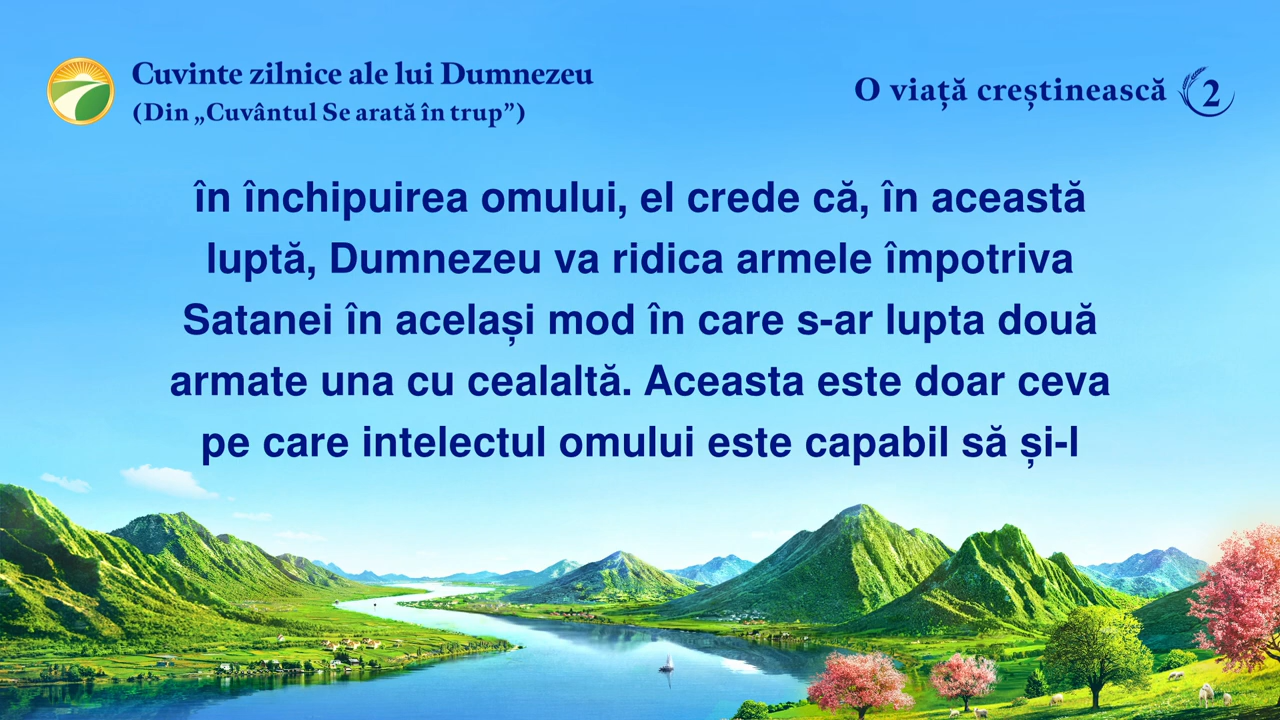 Cuvinte zilnice ale lui Dumnezeu
(Din „Cuvântul Se arată în trup”)
O viață creștinească 2
în închipuirea omului, el crede că, în această
luptă, Dumnezeu va ridica armele împotriva
Satanei în același mod în care s-ar lupta două
armate una cu cealaltă. Aceasta este doar ceva
pe care intelectul omului este capabil să și-l